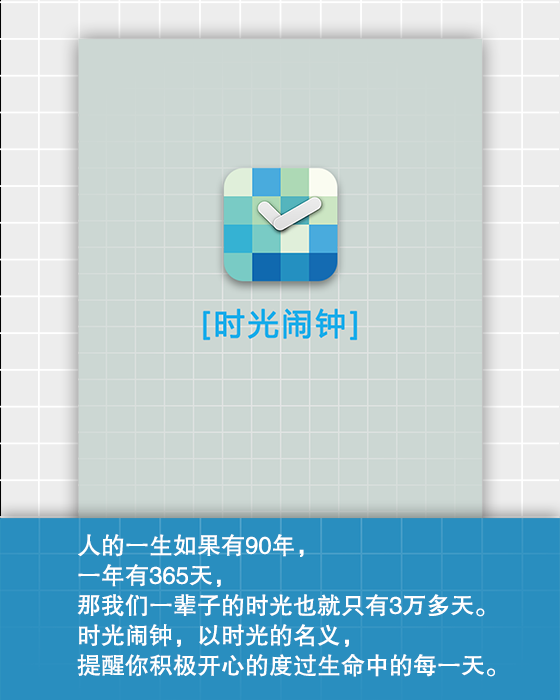 [时光闹钟]
人的一生如果有90年，
一年有365天，
那我们一辈子的时光也就只有3万多天。
时光闹钟，以时光的名义，
提醒你积极开心的度过生命中的每一天。